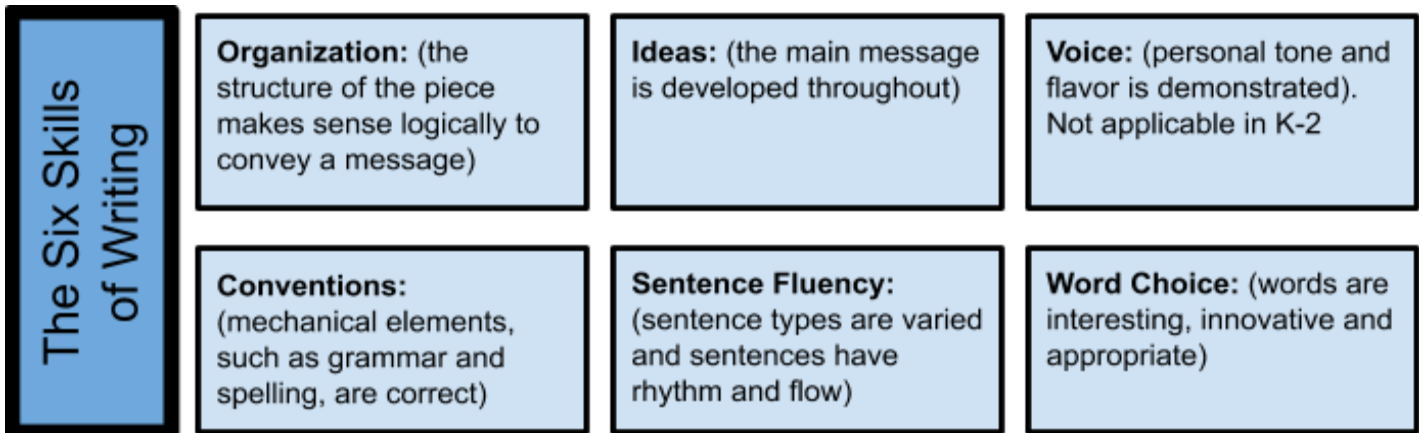 The Six Skills
of Writing
Organization: (the
structure of the piece
makes sense logically to
convey a message)
Ideas: (the main message
is developed throughout)
Voice: (personal tone and
flavor is demonstrated).
Not applicable in K-2
Conventions:
(mechanical elements,
such as grammar and
spelling, are correct)
Sentence Fluency:
(sentence types are varied
and sentences have
rhythm and flow)
Word Choice: (words are
interesting, innovative and
appropriate)